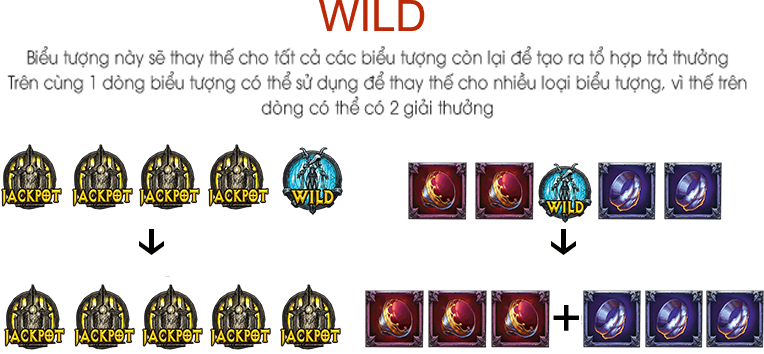 WILD
Biểu tượng này sẽ thay thế cho tất cả các biểu tượng còn lại để tạo ra tổ hợp trả thưởng
Trên cùng 1 dòng biểu tượng có thể sử dụng để thay thế cho nhiều loại biểu tượng, vì thế trên
dòng có thể có 2 giải thưởng
JACKPOT JACKPOT JACKPOT JACKPOT WILD
WILD
JACKPOT JACKPOT JACKPOT JACKPOT JACKPOT
+